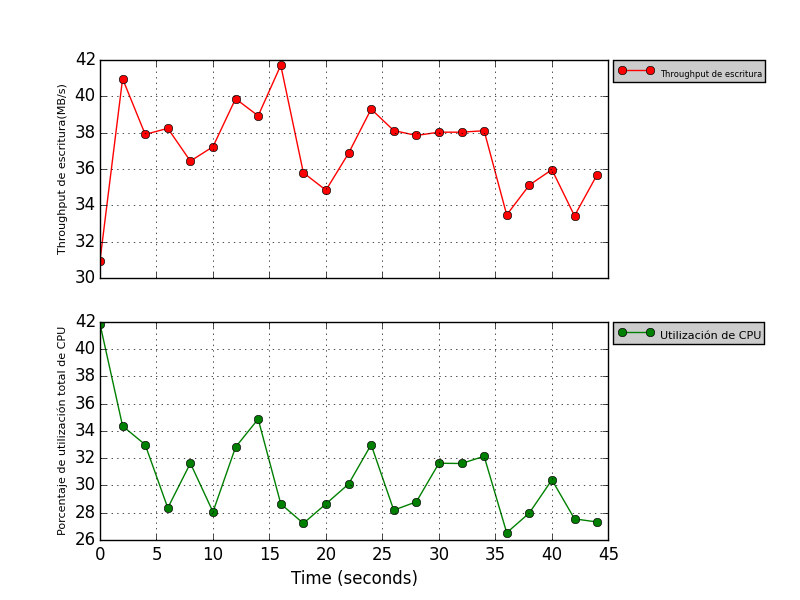 42
40
38
36
34
32
30
Throughput de escritura(MB/s)
Throughput de escritura
42
40
38
36
34
32
30
28
26
Porcentaje de utilización total de CPU
Utilización de CPU
0 5 10 15 20 25 30 35 40 45
Time (seconds)